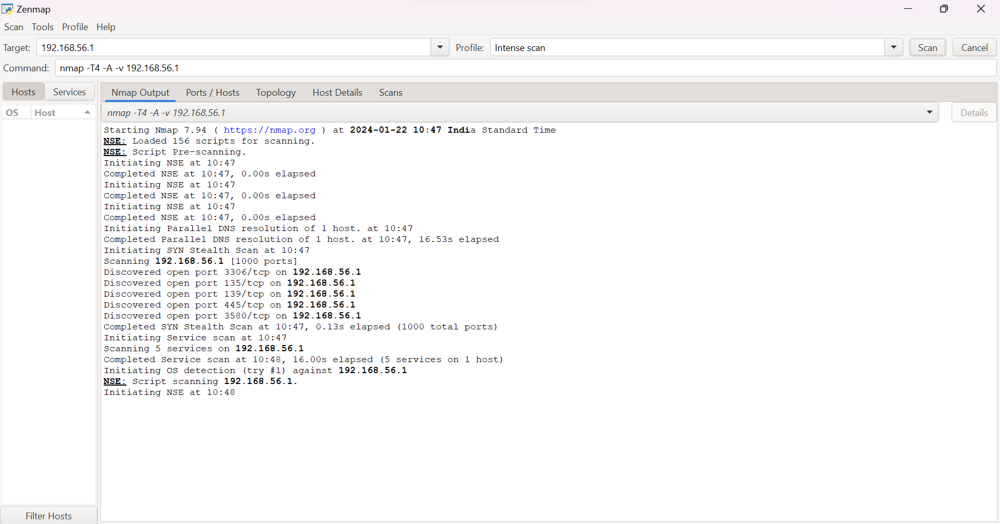 Zenmap
Scan Tools Profile Help
Target: 192.168.56.1 Profile: Intense scan Scan Cancel
Command: nmap -T4 -A -v 192.168.56.1
Hosts Services Nmap Output Ports / Hosts Topology Host Details Scans
OS Host nmap -T4 -A -v 192.168.56.1 Details
Starting Nmap 7.94 ( https://nmap.org ) at 2024-01-22 10:47 India Standard Time
NSE: Loaded 156 scripts for scanning.
NSE: Script Pre-scanning.
Initiating NSE at 10:47
Completed NSE at 10:47, 0.00s elapsed
Initiating NSE at 10:47
Completed NSE at 10:47, 0.00s elapsed
Initiating NSE at 10:47
Completed NSE at 10:47, 0.00s elapsed
Initiating Parallel DNS resolution of 1 host. at 10:47
Completed Parallel DNS resolution of 1 host. at 10:47, 16.53s elapsed
Initiating SYN Stealth Scan at 10:47
Scanning 192.168.56.1 [1000 ports]
Discovered open port 3306/tcp on 192.168.56.1
Discovered open port 135/tcp on 192.168.56.1
Discovered open port 139/tcp on 192.168.56.1
Discovered open port 445/tcp on 192.168.56.1
Discovered open port 3580/tcp on 192.168.56.1
Completed SYN Stealth Scan at 10:47, 0.13s elapsed (1000 total ports)
Initiating Service scan at 10:47
Scanning 5 services on 192.168.56.1
Completed Service scan at 10:48, 16.00s elapsed (5 services on 1 host)
Initiating OS detection (try #1) against 192.168.56.1
NSE: Script scanning 192.168.56.1.
Initiating NSE at 10:48
Filter Hosts